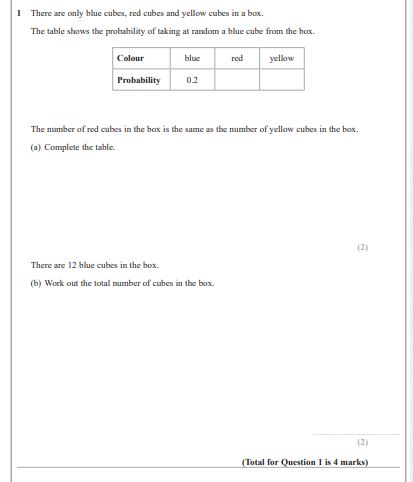 1 There are only blue cubes, red cubes and yellow cubes in a box.
The table shows the probability of taking at random a blue cube from the box.
Colour blue red yellow
Probability 0.2
The number of red cubes in the box is the same as the number of yellow cubes in the box.
(a) Complete the table.
(2)
There are 12 blue cubes in the box.
(b) Work out the total number of cubes in the box.
(2)
(Total for Question 1 is 4 marks)